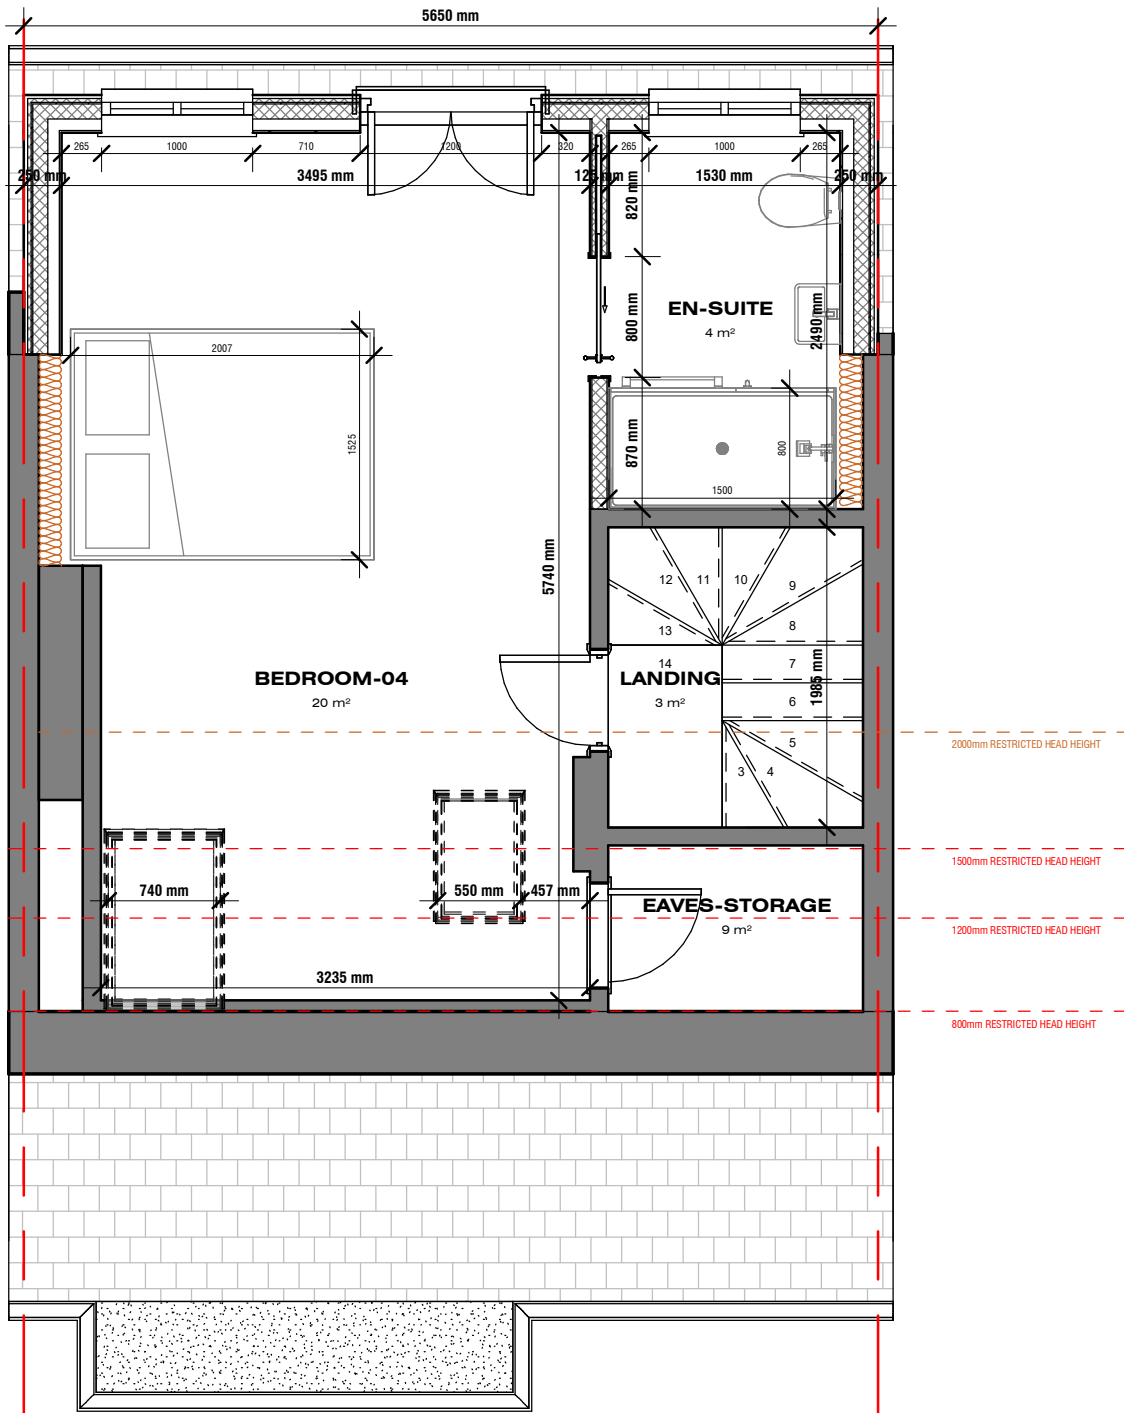 5650 mm
265
1000
710
1200
320
265
1000
265
250 mm
3495 mm
125 mm
1530 mm
250 mm
820 mm
800 mm
2490 mm
EN-SUITE
4 m²
2007
1525
870 mm
800
1500
5740 mm
12
11
10
9
13
8
14
7
6
5
3
4
1985 mm
BEDROOM-04
20 m²
LANDING
3 m²
2000mm RESTRICTED HEAD HEIGHT
1500mm RESTRICTED HEAD HEIGHT
740 mm
550 mm
457 mm
EAVES-STORAGE
9 m²
1200mm RESTRICTED HEAD HEIGHT
3235 mm
800mm RESTRICTED HEAD HEIGHT